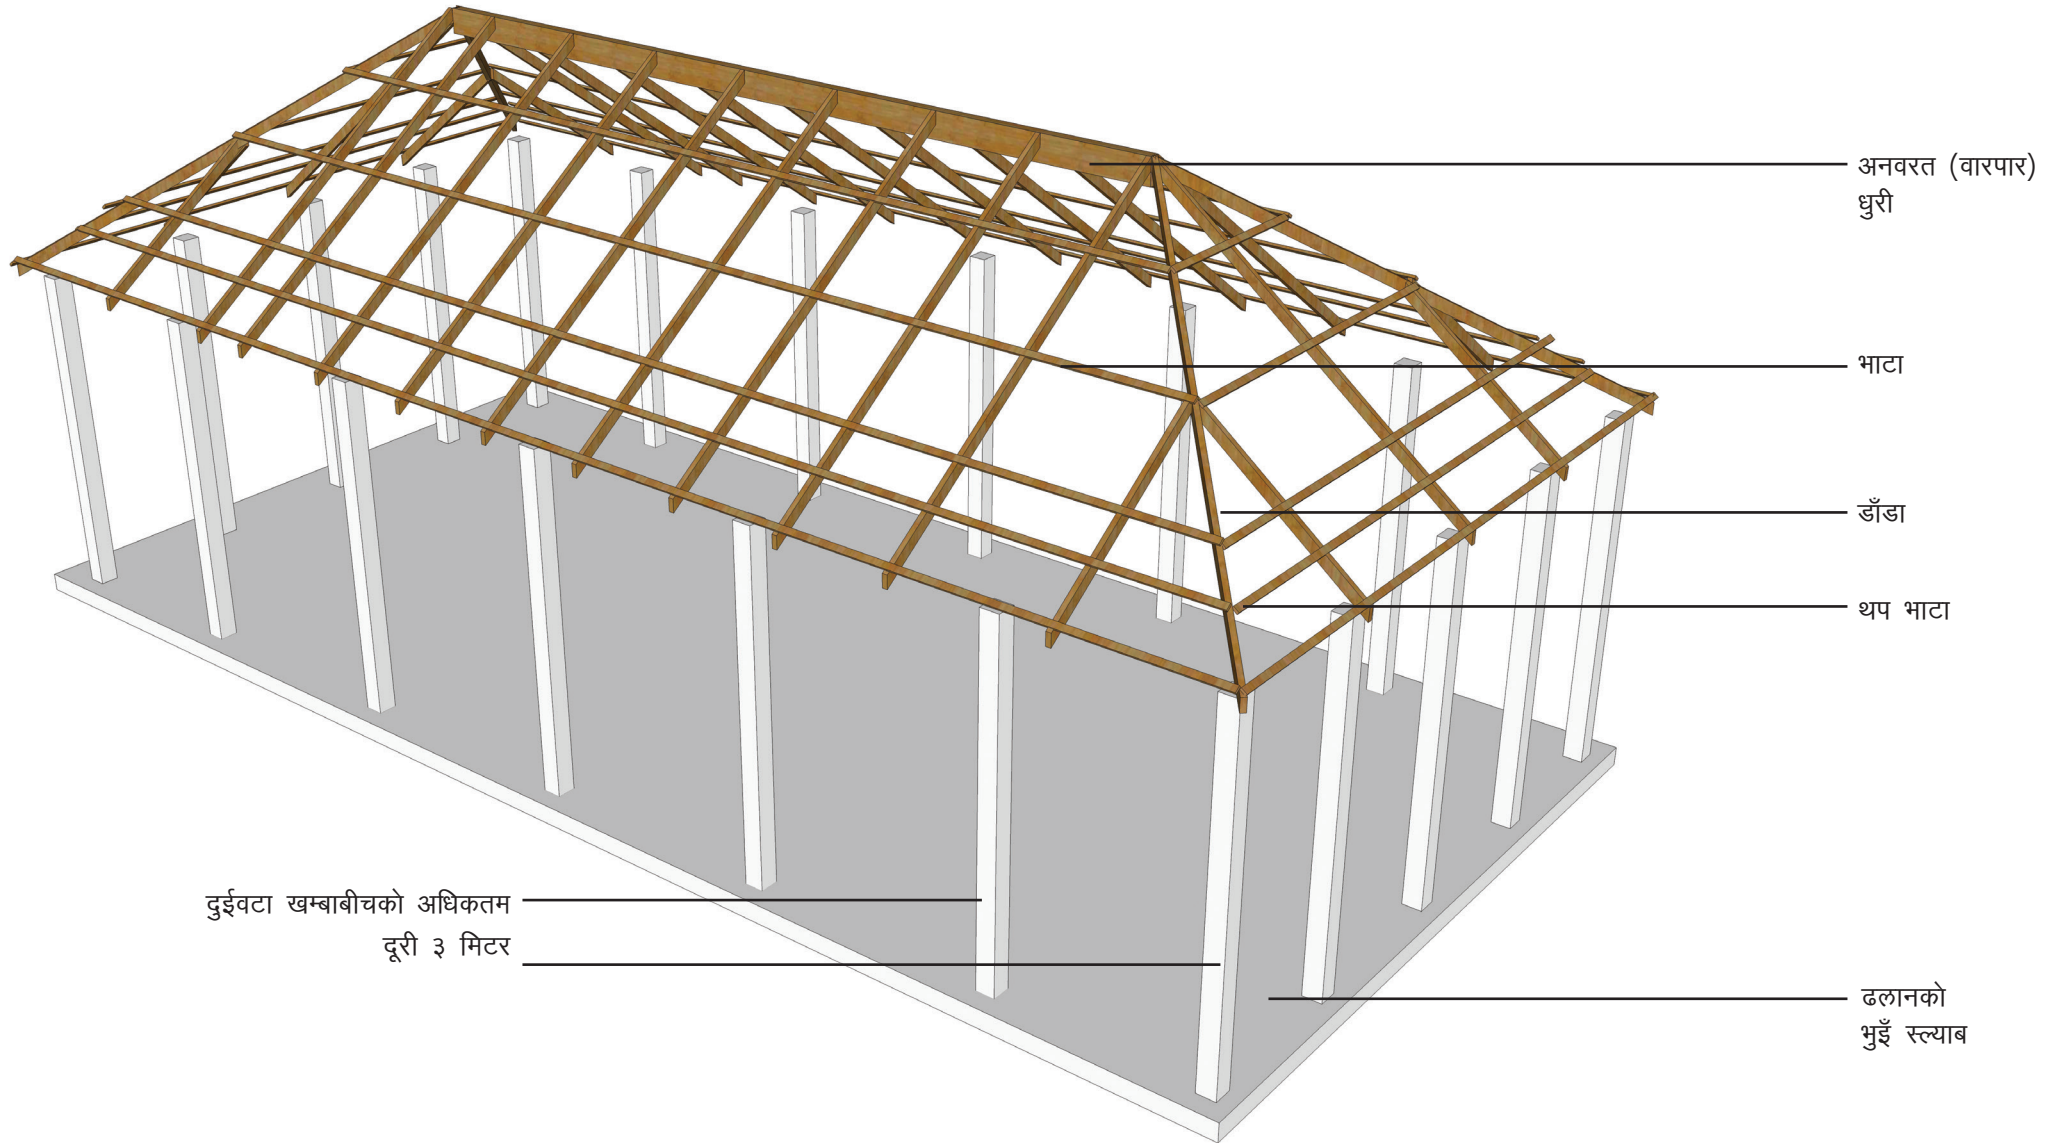 अनवरत (वारपार)
धुरी
भाटा
डाँडा
थप भाटा
दुईवटा खम्बाबीचको अधिकतम
दूरी ३ मिटर
ढलानको
भुइँ स्ल्याब